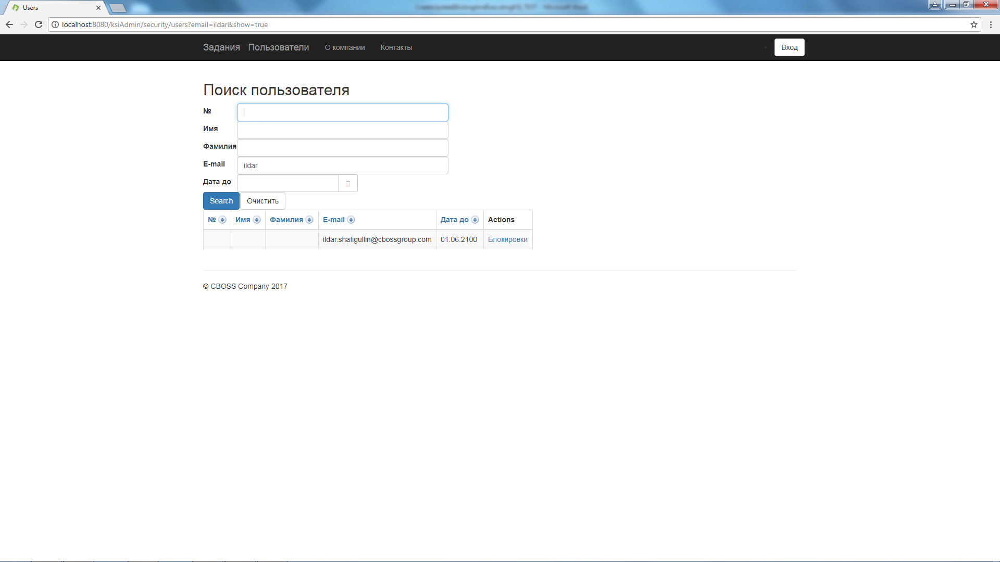 Users
localhost:8080/ksiAdmin/security/users?email=ildar&show=true
Задания Пользователи О компании Контакты Вход
Поиск пользователя
№
Имя
Фамилия
E-mail ildar
Дата до
Search Очистить
№ Имя Фамилия E-mail Дата до Actions
ildar.shafigullin@cbossgroup.com 01.06.2100 Блокировки
© CBOSS Company 2017